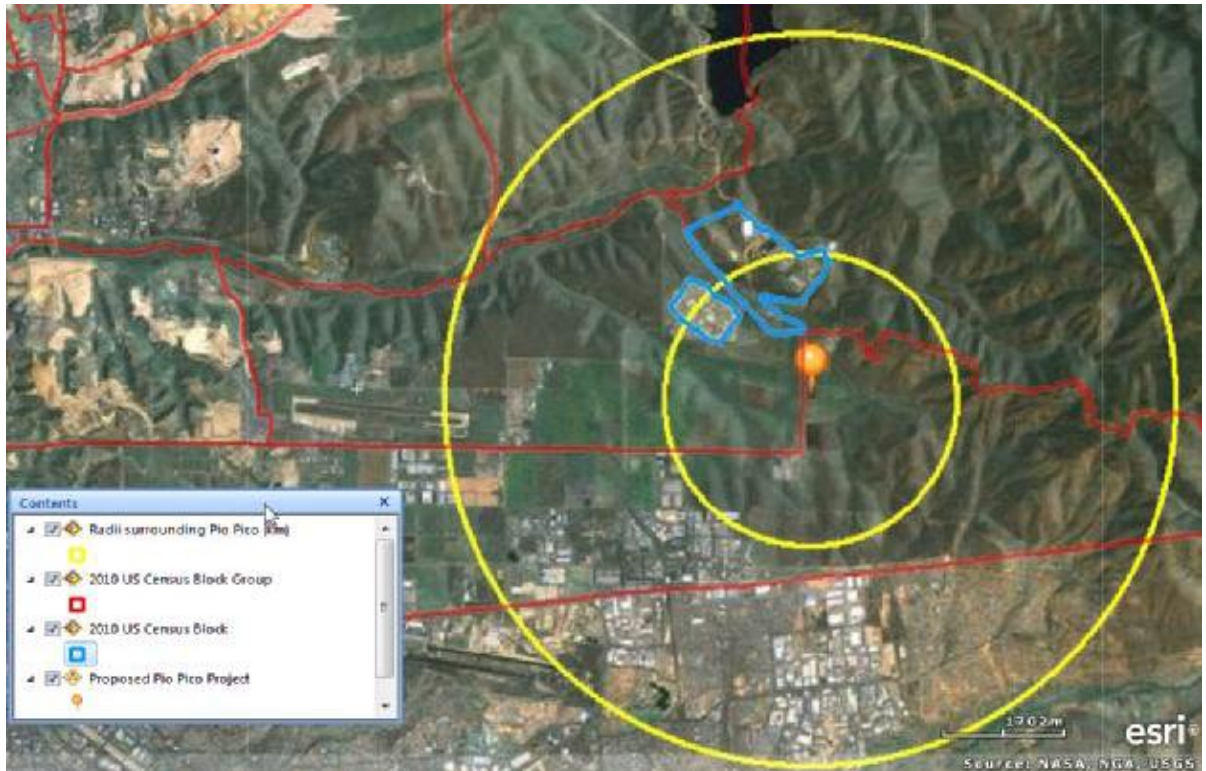 Contents
Radii surrounding Pio Pico (km)
2010 US Census Block Group
2010 US Census Block
Proposed Pio Pico Project
1702m
esri
Source: NASA, NGA, USGS